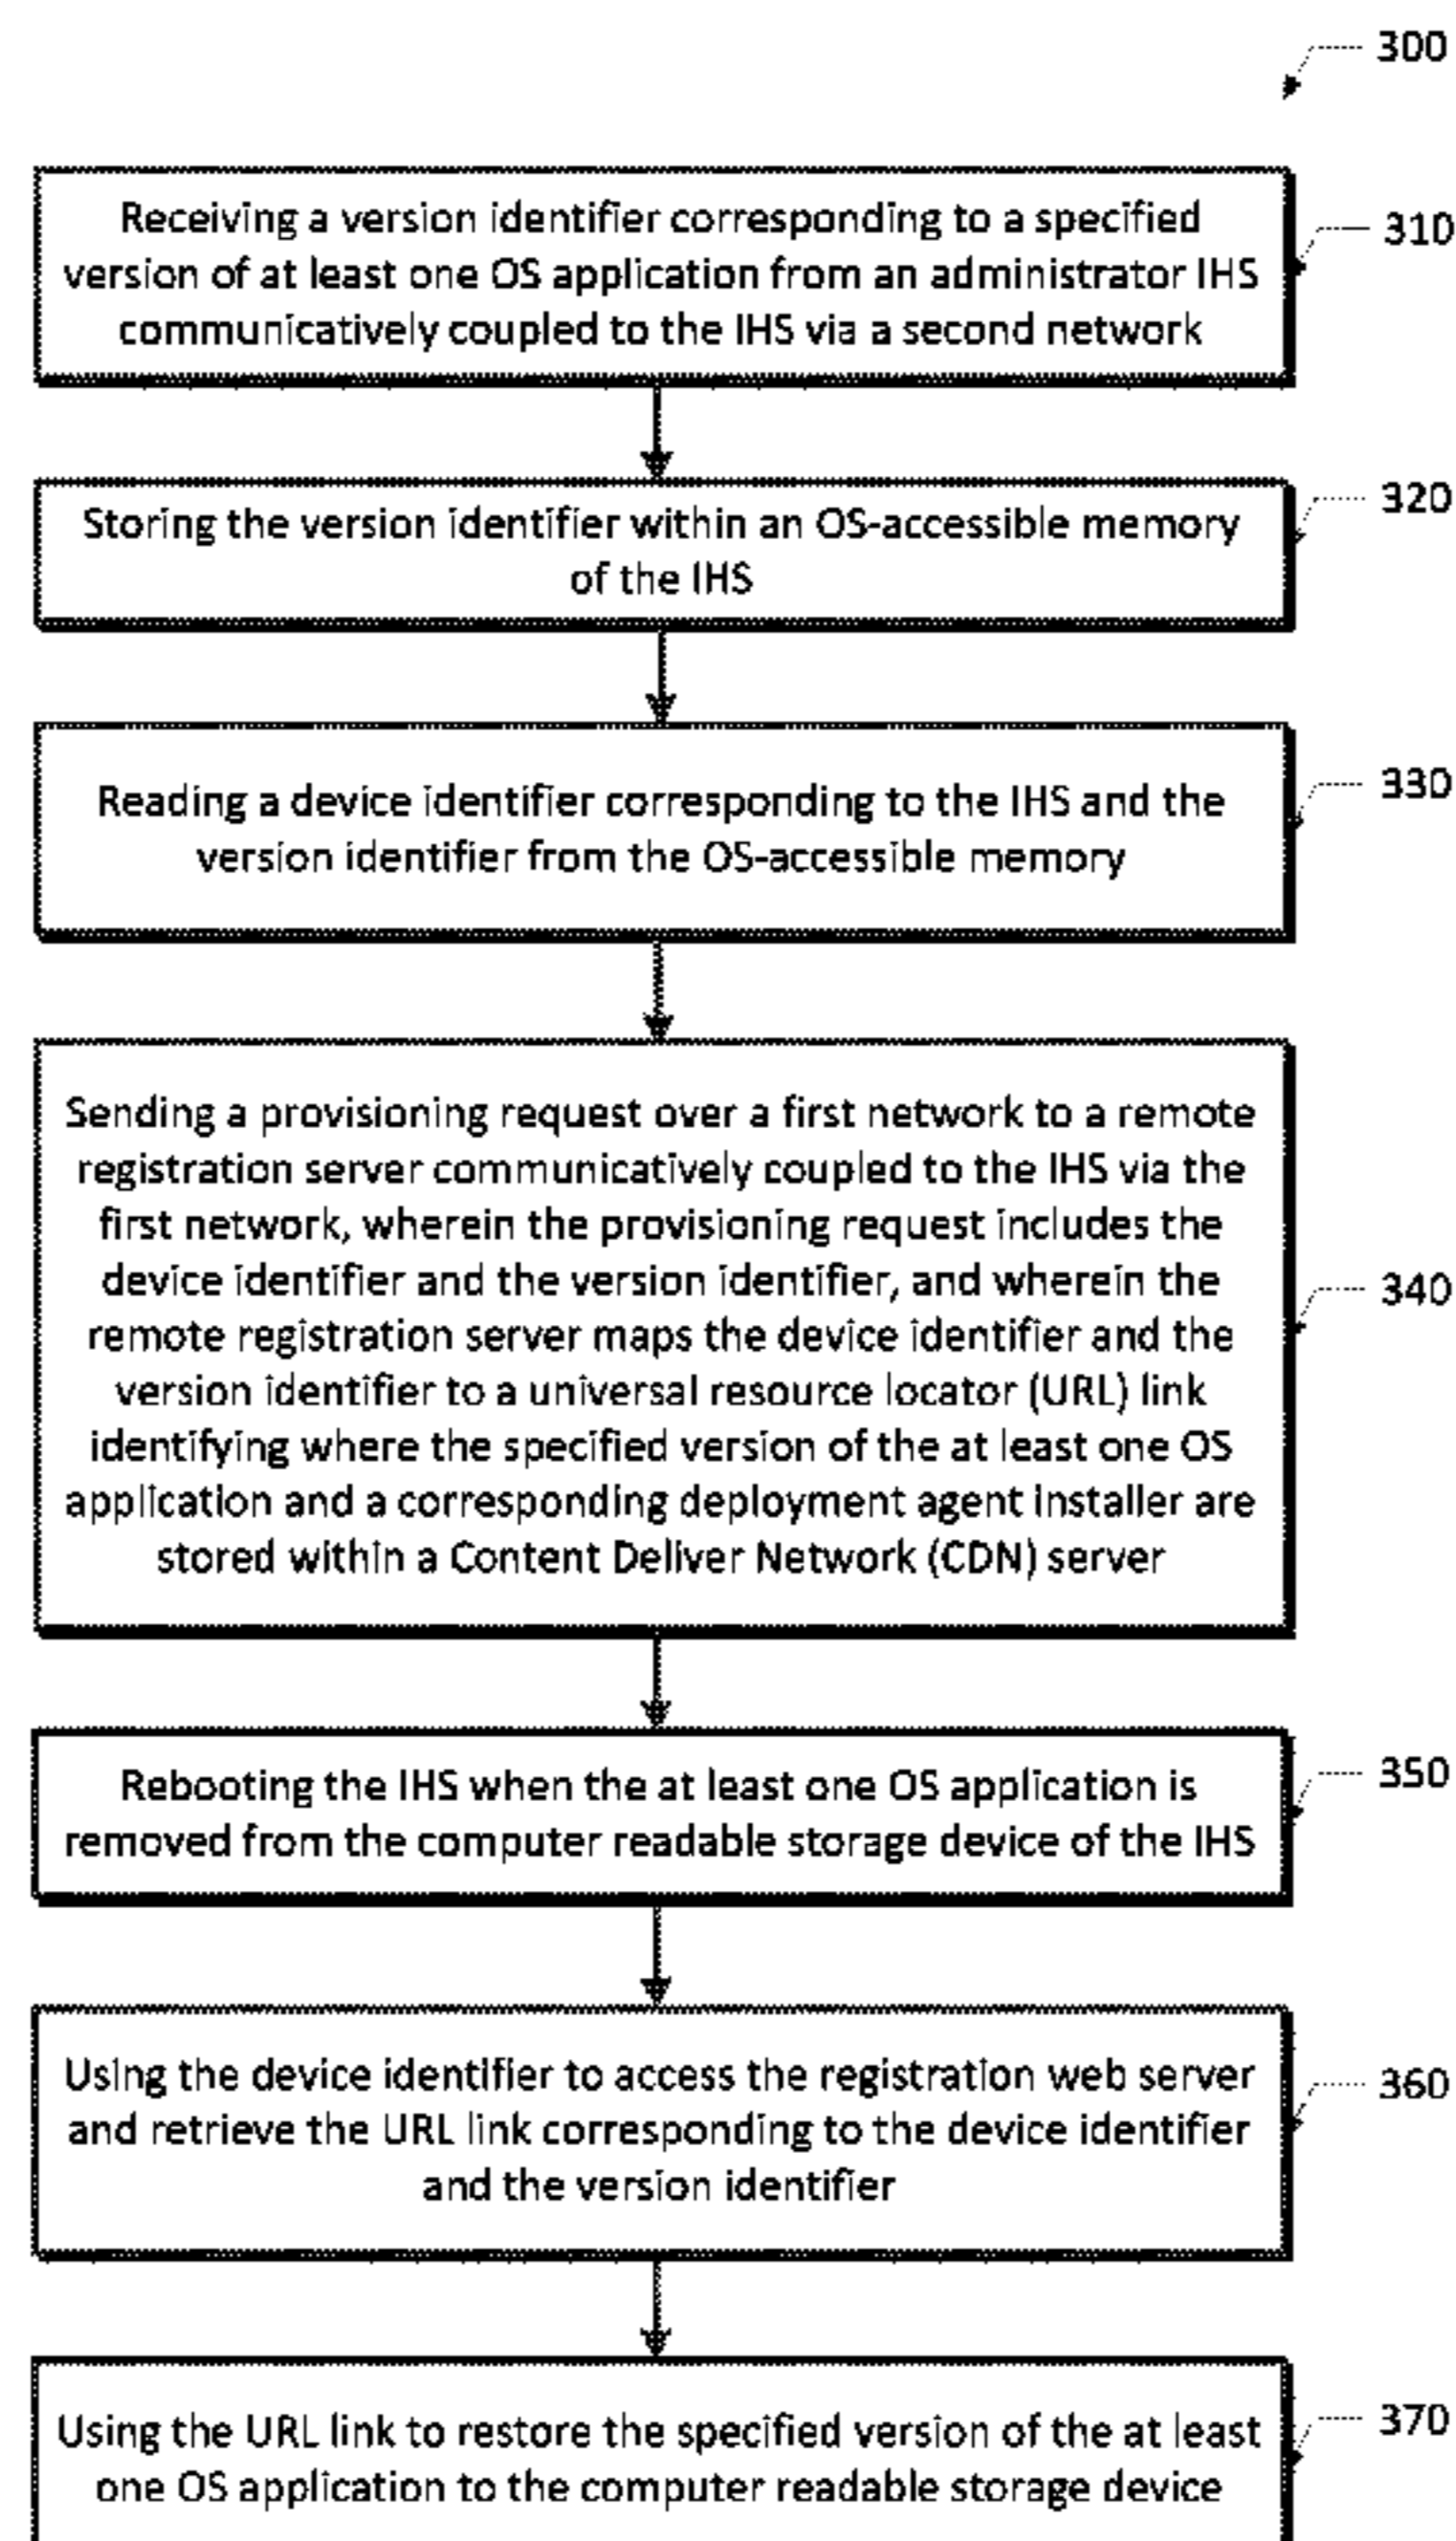 300
Receiving a version identifier corresponding to a specified
version of at least one OS application from an administrator IHS
communicatively coupled to the IHS via a second network
310
Storing the version identifier within an OS-accessible memory
of the IHS
320
Reading a device identifier corresponding to the IHS and the
version identifier from the OS-accessible memory
330
Sending a provisioning request over a first network to a remote
registration server communicatively coupled to the IHS via the
first network, wherein the provisioning request includes the
device identifier and the version identifier, and wherein the
remote registration server maps the device identifier and the
version identifier to a universal resource locator (URL) link
identifying where the specified version of the at least one OS
application and a corresponding deployment agent installer are
stored within a Content Deliver Network (CDN) server
340
Rebooting the IHS when the at least one OS application is
removed from the computer readable storage device of the IHS
350
Using the device identifier to access the registration web server
and retrieve the URL link corresponding to the device identifier
and the version identifier
360
Using the URL link to restore the specified version of the at least
one OS application to the computer readable storage device
370